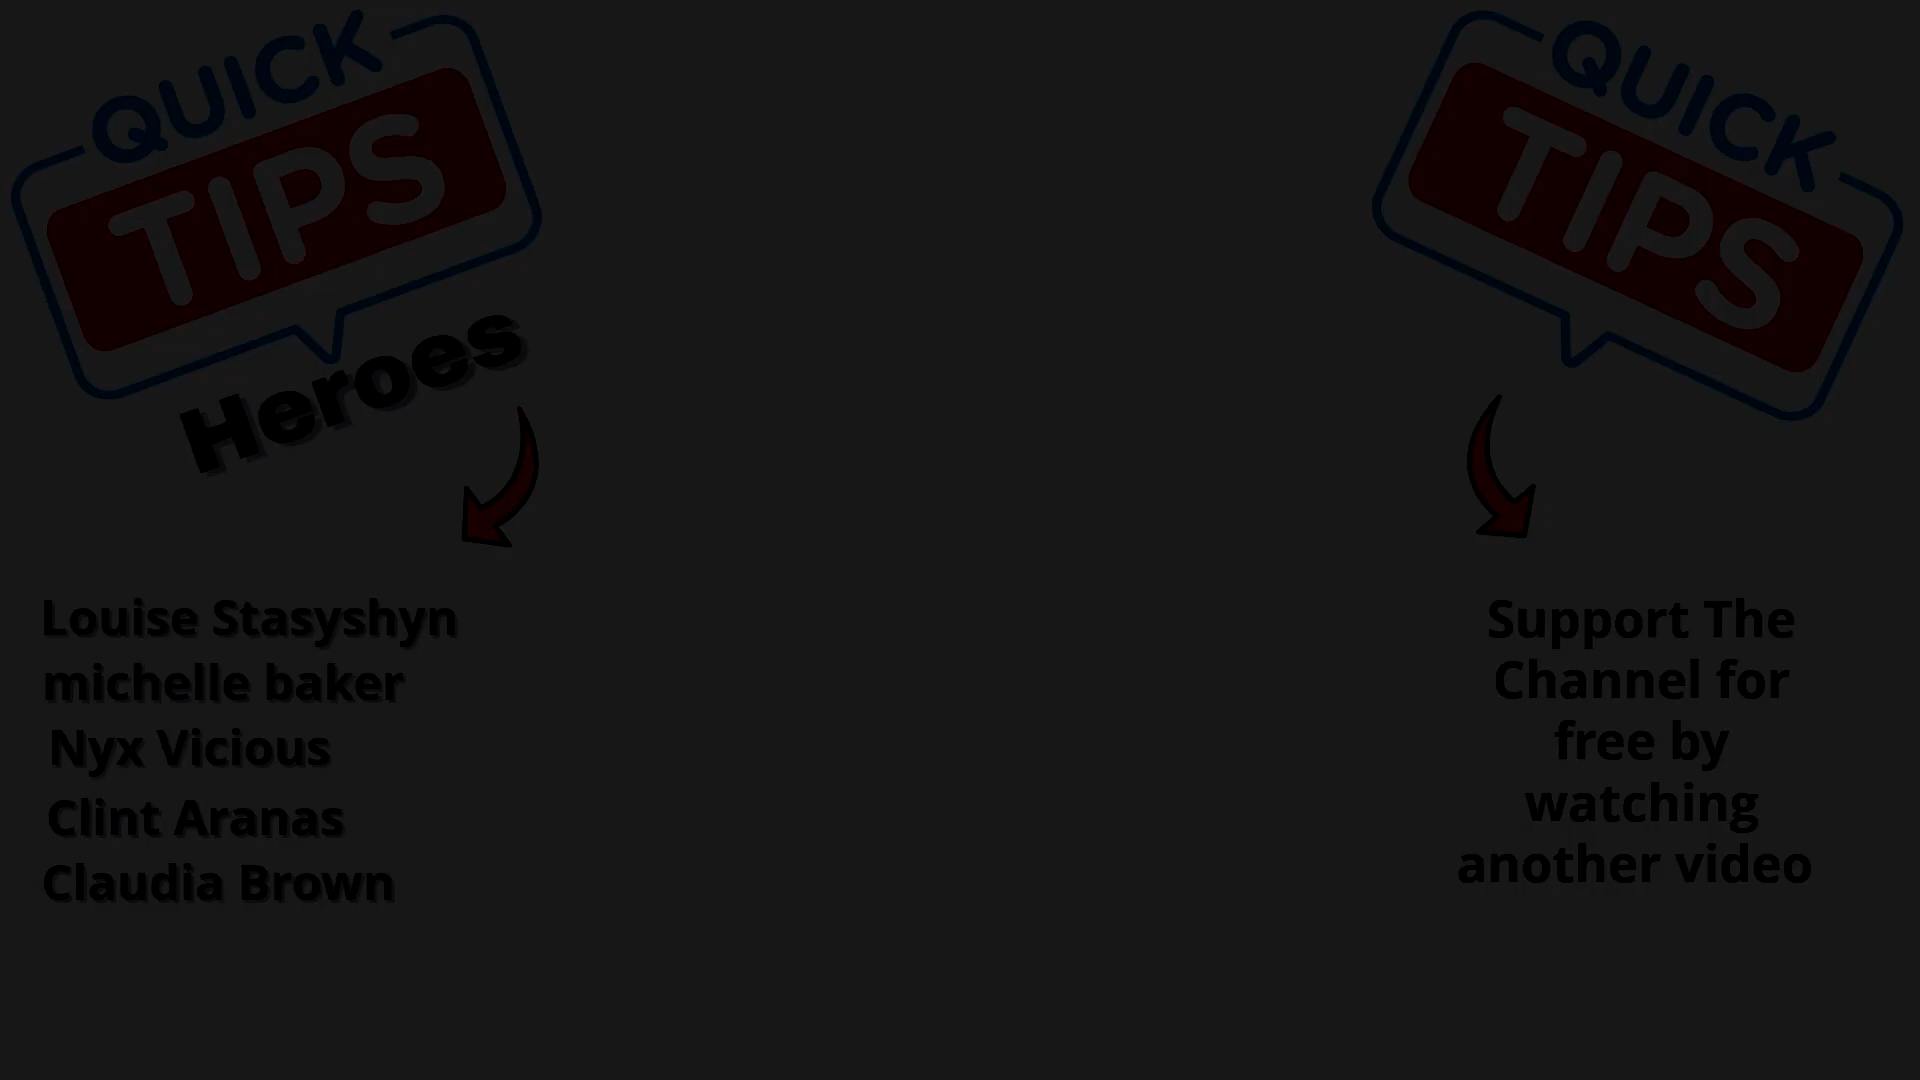 QUICK
TIPS
Heroes
Louise Stasyshyn
michelle baker
Nyx Vicious
Clint Aranas
Claudia Brown
QUICK
TIPS
Support The
Channel for
free by
watching
another video